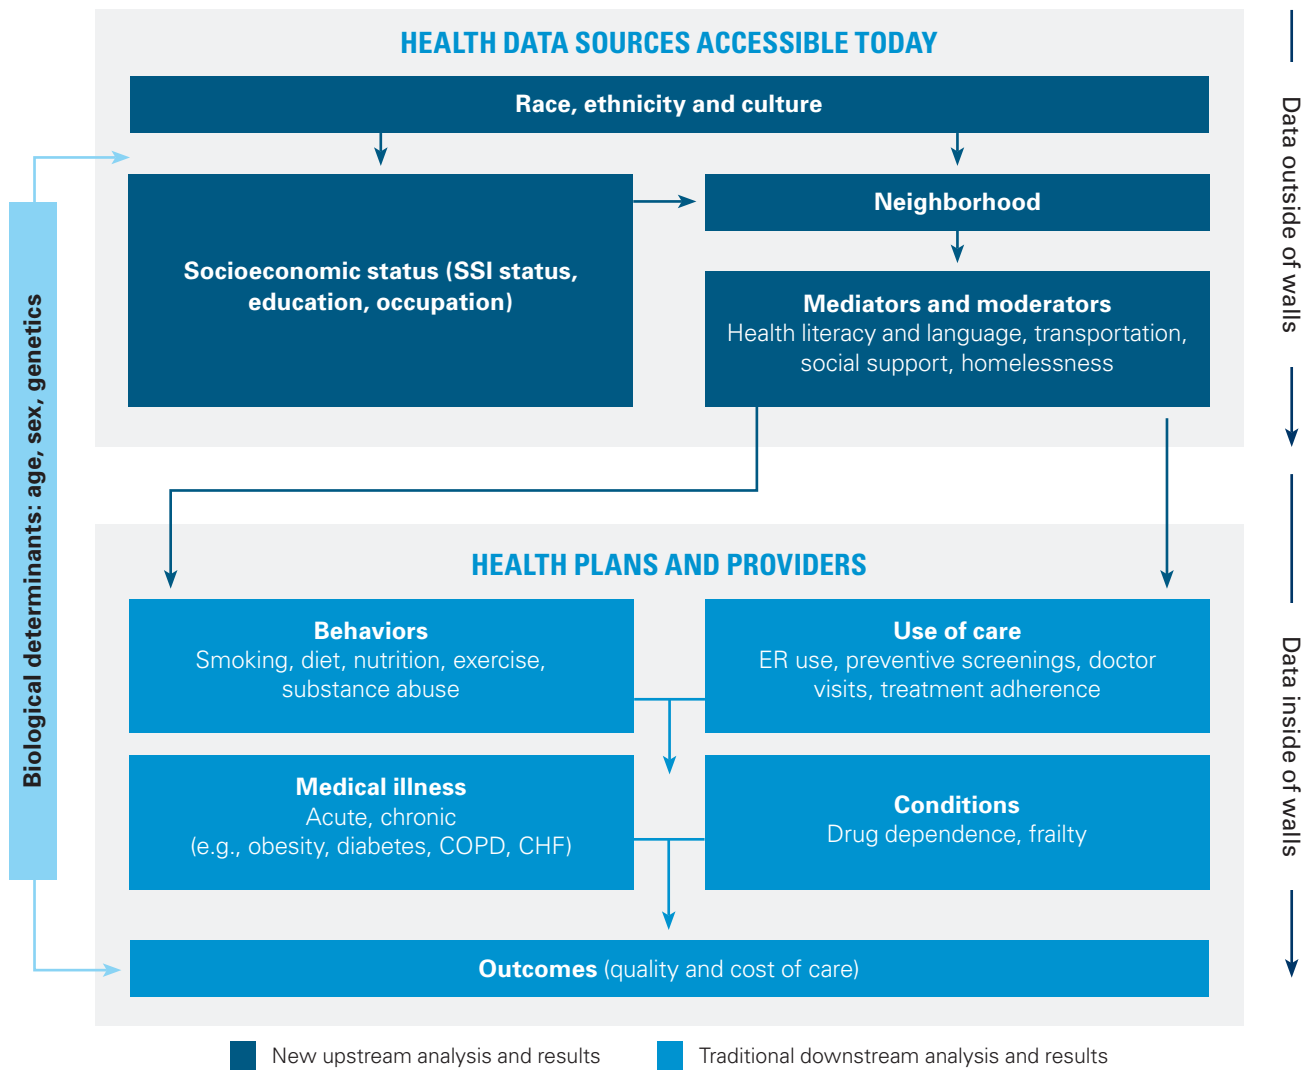 HEALTH DATA SOURCES ACCESSIBLE TODAY
Race, ethnicity and culture
Socioeconomic status (SSI status,
education, occupation)
Neighborhood
Mediators and moderators
Health literacy and language, transportation,
social support, homelessness
Biological determinants: age, sex, genetics
Data outside of walls
HEALTH PLANS AND PROVIDERS
Behaviors
Smoking, diet, nutrition, exercise,
substance abuse
Use of care
ER use, preventive screenings, doctor
visits, treatment adherence
Medical illness
Acute, chronic
(e.g., obesity, diabetes, COPD, CHF)
Conditions
Drug dependence, frailty
Outcomes (quality and cost of care)
Data inside of walls
New upstream analysis and results
Traditional downstream analysis and results